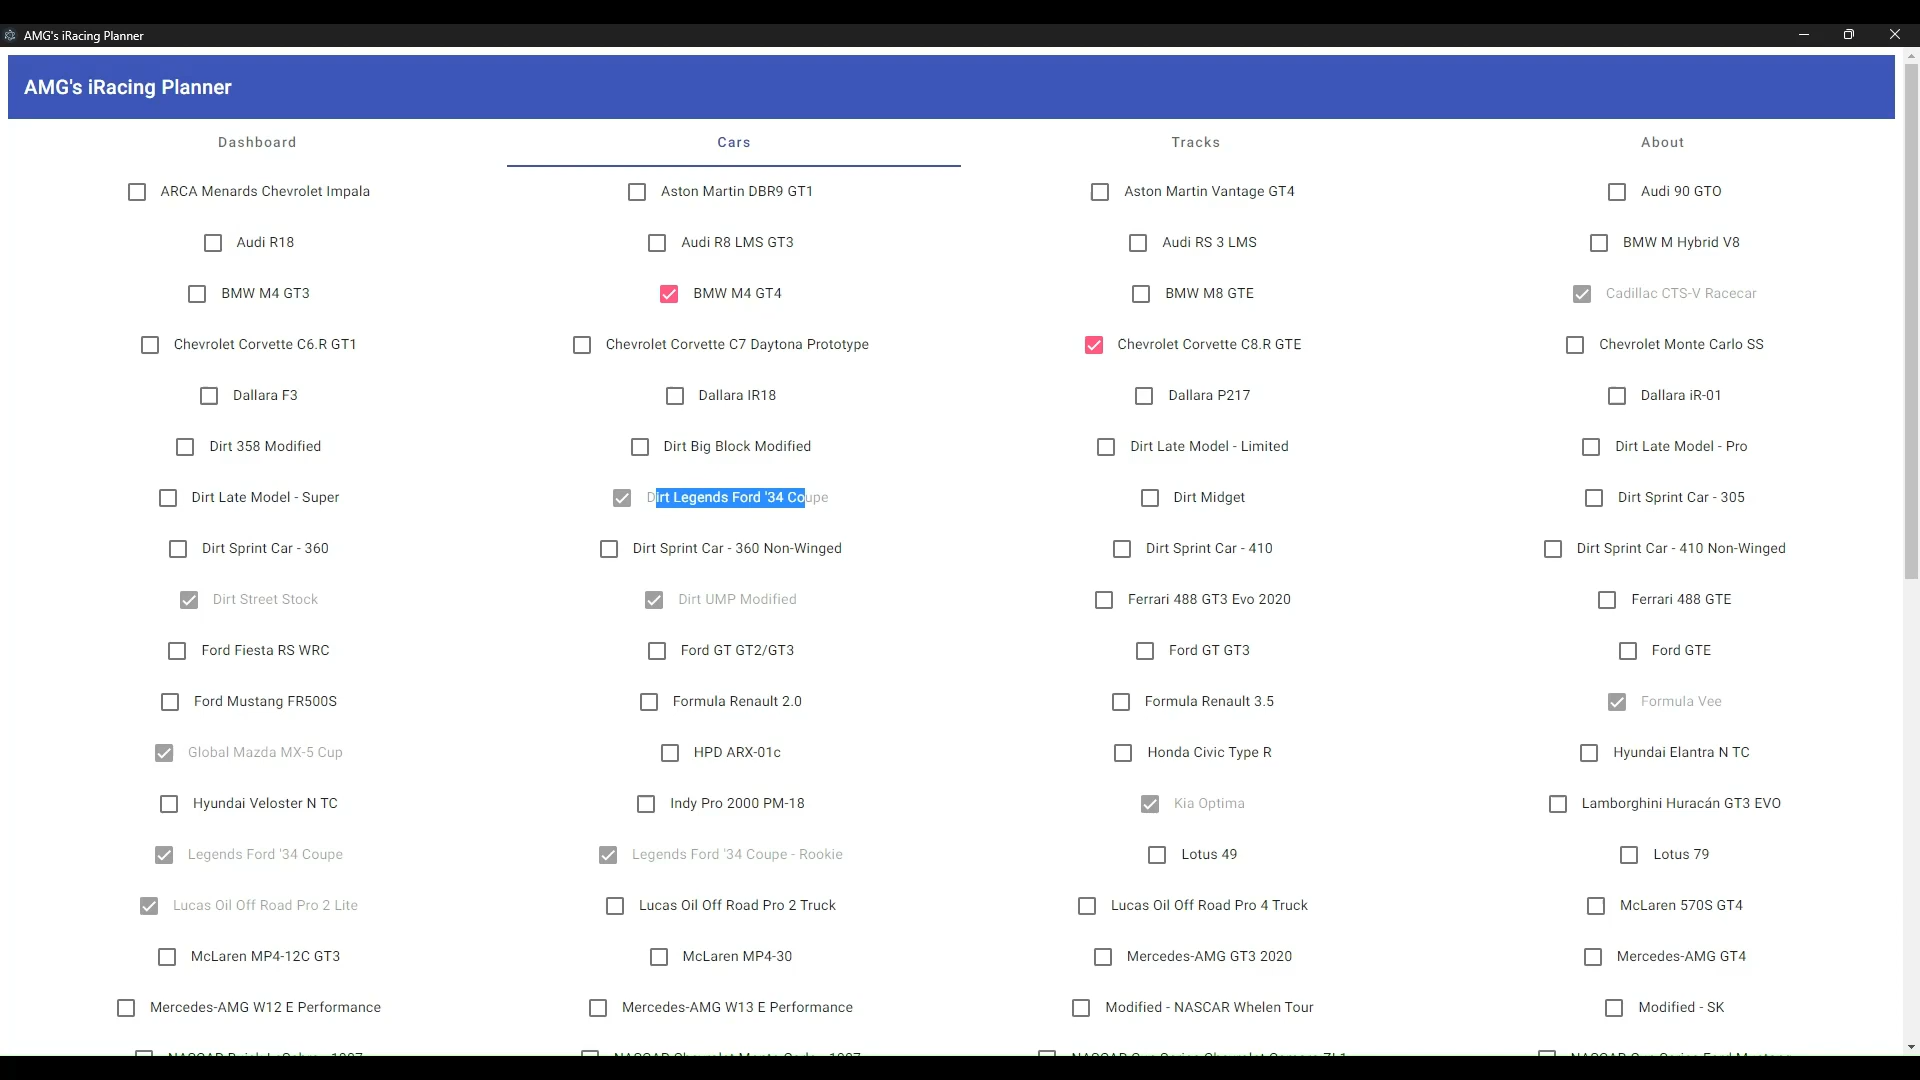 AMG's iRacing Planner
AMG's iRacing Planner
Dashboard Cars Tracks About
ARCA Menards Chevrolet Impala Aston Martin DBR9 GT1 Aston Martin Vantage GT4 Audi 90 GTO
Audi R18 Audi R8 LMS GT3 Audi RS 3 LMS BMW M Hybrid V8
BMW M4 GT3 BMW M4 GT4 BMW M8 GTE Cadillac CTS-V Racecar
Chevrolet Corvette C6.R GT1 Chevrolet Corvette C7 Daytona Prototype Chevrolet Corvette C8.R GTE Chevrolet Monte Carlo SS
Dallara F3 Dallara IR18 Dallara P217 Dallara iR-01
Dirt 358 Modified Dirt Big Block Modified Dirt Late Model - Limited Dirt Late Model - Pro
Dirt Late Model - Super Dirt Legends Ford '34 Coupe Dirt Midget Dirt Sprint Car - 305
Dirt Sprint Car - 360 Dirt Sprint Car - 360 Non-Winged Dirt Sprint Car - 410 Dirt Sprint Car - 410 Non-Winged
Dirt Street Stock Dirt UMP Modified Ferrari 488 GT3 Evo 2020 Ferrari 488 GTE
Ford Fiesta RS WRC Ford GT GT2/GT3 Ford GT GT3 Ford GTE
Ford Mustang FR500S Formula Renault 2.0 Formula Renault 3.5 Formula Vee
Global Mazda MX-5 Cup HPD ARX-01c Honda Civic Type R Hyundai Elantra N TC
Hyundai Veloster N TC Indy Pro 2000 PM-18 Kia Optima Lamborghini Huracán GT3 EVO
Legends Ford '34 Coupe Legends Ford '34 Coupe - Rookie Lotus 49 Lotus 79
Lucas Oil Off Road Pro 2 Lite Lucas Oil Off Road Pro 2 Truck Lucas Oil Off Road Pro 4 Truck McLaren 570S GT4
McLaren MP4-12C GT3 McLaren MP4-30 Mercedes-AMG GT3 2020 Mercedes-AMG GT4
Mercedes-AMG W12 E Performance Mercedes-AMG W13 E Performance Modified - NASCAR Whelen Tour Modified - SK